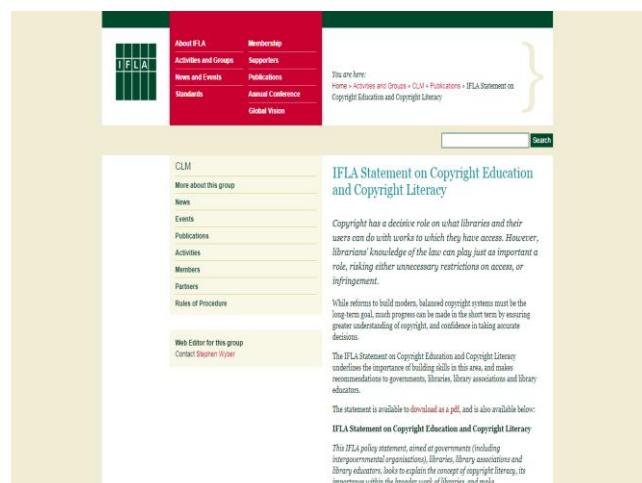 IFLA
About IFLA
Activities and Groups
News and Events
Standards
Membership
Supporters
Publications
Annual Conference
Global Vision
You are here:
Home » Activities and Groups » CLM » Publications » IFLA Statement on
Copyright Education and Copyright Literacy
Search
CLM
More about this group
News
Events
Publications
Activities
Members
Partners
Rules of Procedure
Web Editor for this group
Contact Stephen Wyber
IFLA Statement on Copyright Education
and Copyright Literacy
Copyright has a decisive role on what libraries and their
users can do with works to which they have access. However,
librarians' knowledge of the law can play just as important a
role, risking either unnecessary restrictions on access, or
infringement.
While reforms to build modern, balanced copyright systems must be the
long-term goal, much progress can be made in the short term by ensuring
greater understanding of copyright, and confidence in taking accurate
decisions.
The IFLA Statement on Copyright Education and Copyright Literacy
underlines the importance of building skills in this area, and makes
recommendations to governments, libraries, library associations and library
educators.
The statement is available to download as a pdf, and is also available below:
IFLA Statement on Copyright Education and Copyright Literacy
This IFLA policy statement, aimed at governments (including
intergovernmental organisations), libraries, library associations and
library educators, looks to explain the concept of copyright literacy, its
importance within the broader work of libraries, and make